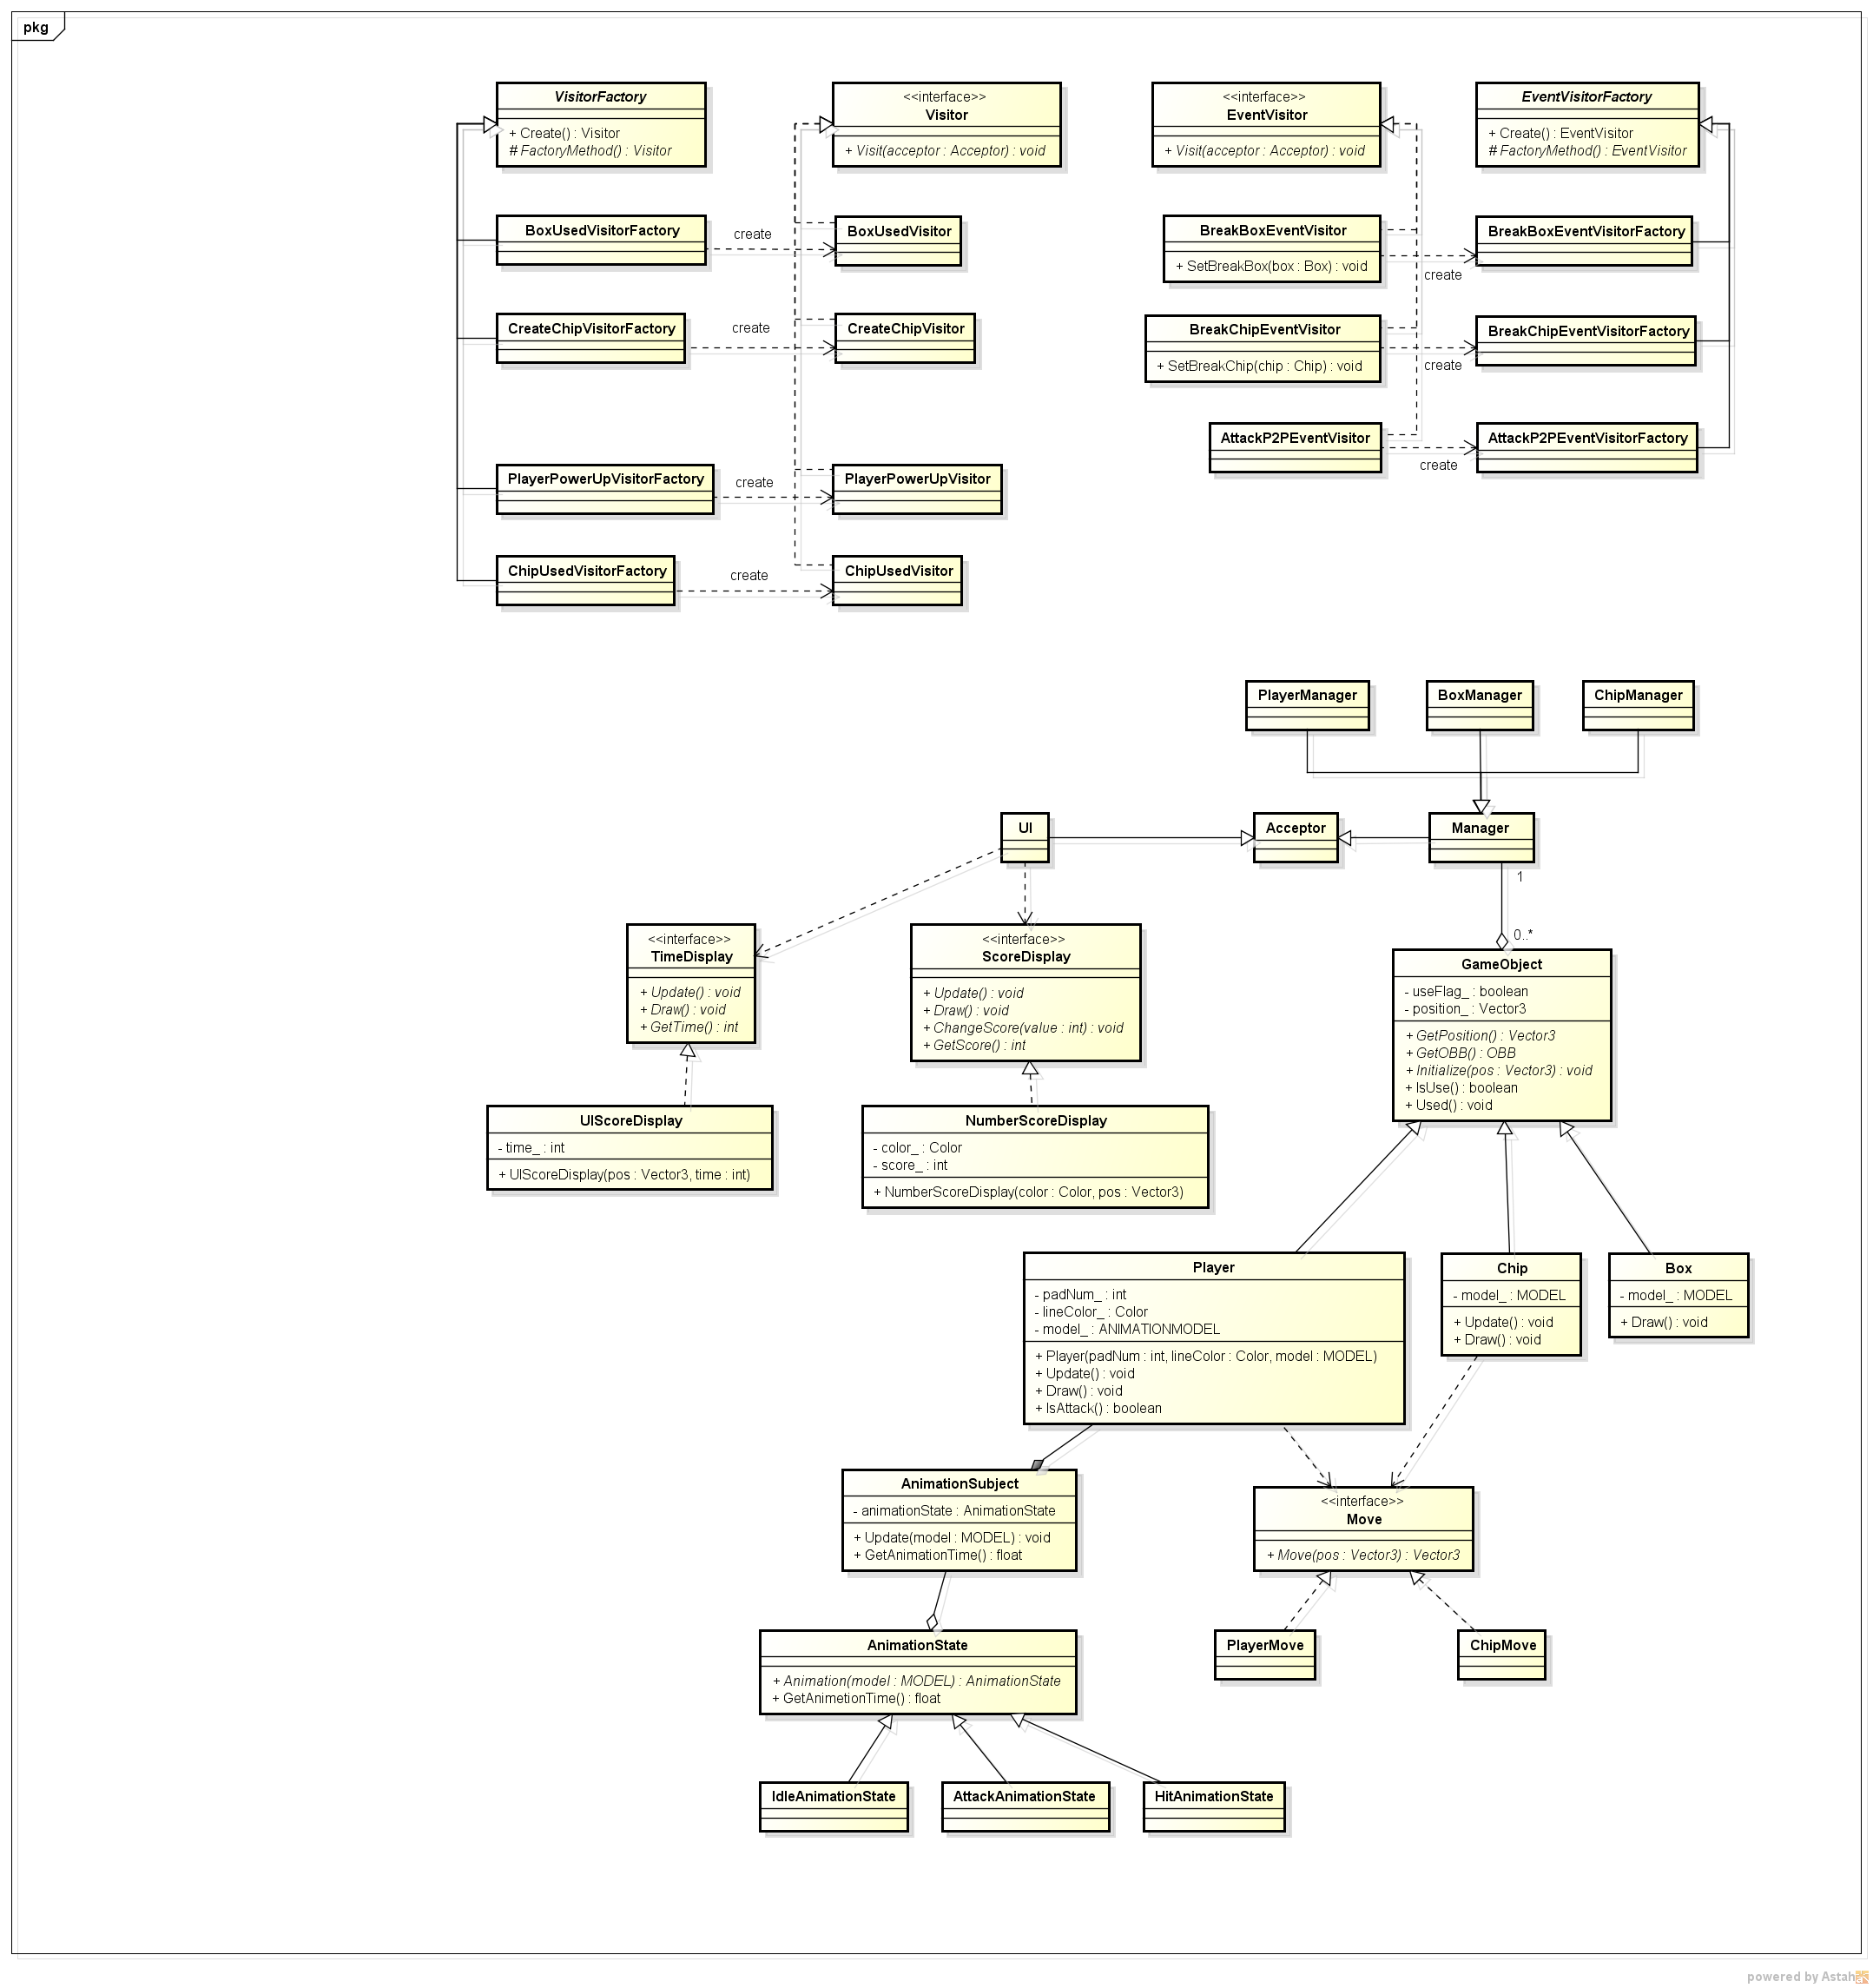 pkg
VisitorFactory
+ Create() : Visitor
# FactoryMethod() : Visitor
<<interface>>
Visitor
+ Visit(acceptor : Acceptor) : void
<<interface>>
EventVisitor
+ Visit(acceptor : Acceptor) : void
EventVisitorFactory
+ Create() : EventVisitor
# FactoryMethod() : EventVisitor
BoxUsedVisitorFactory
create
BoxUsedVisitor
BreakBoxEventVisitor
+ SetBreakBox(box : Box) : void
create
BreakBoxEventVisitorFactory
CreateChipVisitorFactory
create
CreateChipVisitor
BreakChipEventVisitor
+ SetBreakChip(chip : Chip) : void
create
BreakChipEventVisitorFactory
AttackP2PEventVisitor
create
AttackP2PEventVisitorFactory
PlayerPowerUpVisitorFactory
create
PlayerPowerUpVisitor
ChipUsedVisitorFactory
create
ChipUsedVisitor
PlayerManager
BoxManager
ChipManager
UI
Acceptor
Manager
1
0..*
<<interface>>
TimeDisplay
+ Update() : void
+ Draw() : void
+ GetTime() : int
<<interface>>
ScoreDisplay
+ Update() : void
+ Draw() : void
+ ChangeScore(value : int) : void
+ GetScore() : int
GameObject
- useFlag_ : boolean
- position_ : Vector3
+ GetPosition() : Vector3
+ GetOBB() : OBB
+ Initialize(pos : Vector3) : void
+ IsUse() : boolean
+ Used() : void
UIScoreDisplay
- time_ : int
+ UIScoreDisplay(pos : Vector3, time : int)
NumberScoreDisplay
- color_ : Color
- score_ : int
+ NumberScoreDisplay(color : Color, pos : Vector3)
Player
- padNum_ : int
- lineColor_ : Color
- model_ : ANIMATIONMODEL
+ Player(padNum : int, lineColor : Color, model : MODEL)
+ Update() : void
+ Draw() : void
+ IsAttack() : boolean
Chip
- model_ : MODEL
+ Update() : void
+ Draw() : void
Box
- model_ : MODEL
+ Draw() : void
AnimationSubject
- animationState : AnimationState
+ Update(model : MODEL) : void
+ GetAnimationTime() : float
<<interface>>
Move
+ Move(pos : Vector3) : Vector3
AnimationState
+ Animation(model : MODEL) : AnimationState
+ GetAnimetionTime() : float
PlayerMove
ChipMove
IdleAnimationState
AttackAnimationState
HitAnimationState
powered by Astah